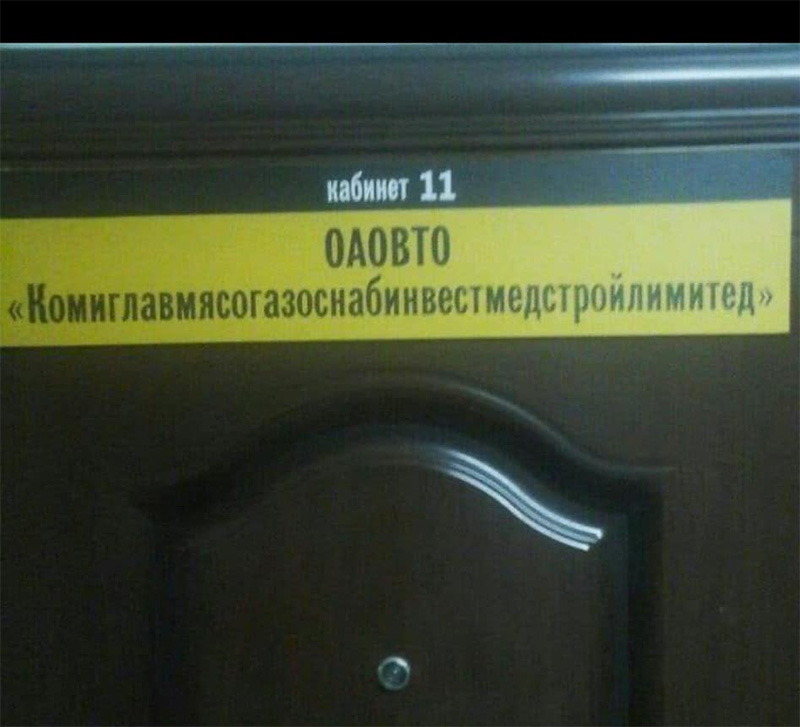 кабинет 11
ОАОВТО
«Комиглавмясогазоснабинвестмедстройлимитед»